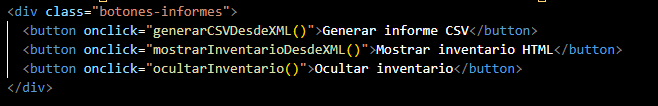 <div class="botones-informes">
<button onclick="generarCSVDesdeXML()">Generar informe CSV</button>
<button onclick="mostrarInventarioDesdeXML()">Mostrar inventario HTML</button>
<button onclick="ocultarInventario()">Ocultar inventario</button>
</div>